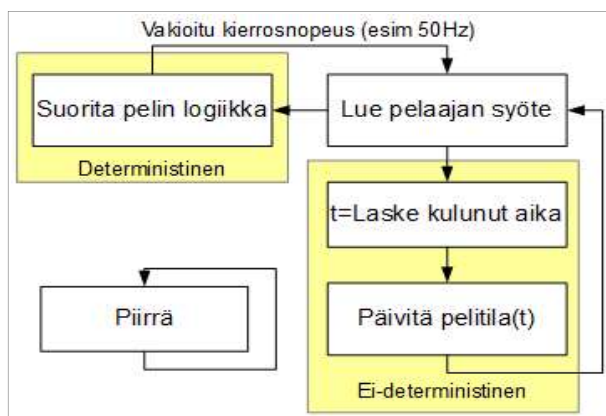 Vakioitu kierrosnopeus (esim 50Hz)
Suorita pelin logiikka
Lue pelaajan syöte
Deterministinen
t=Laske kulunut aika
Piirrä
Päivitä pelitila(t)
Ei-deterministinen